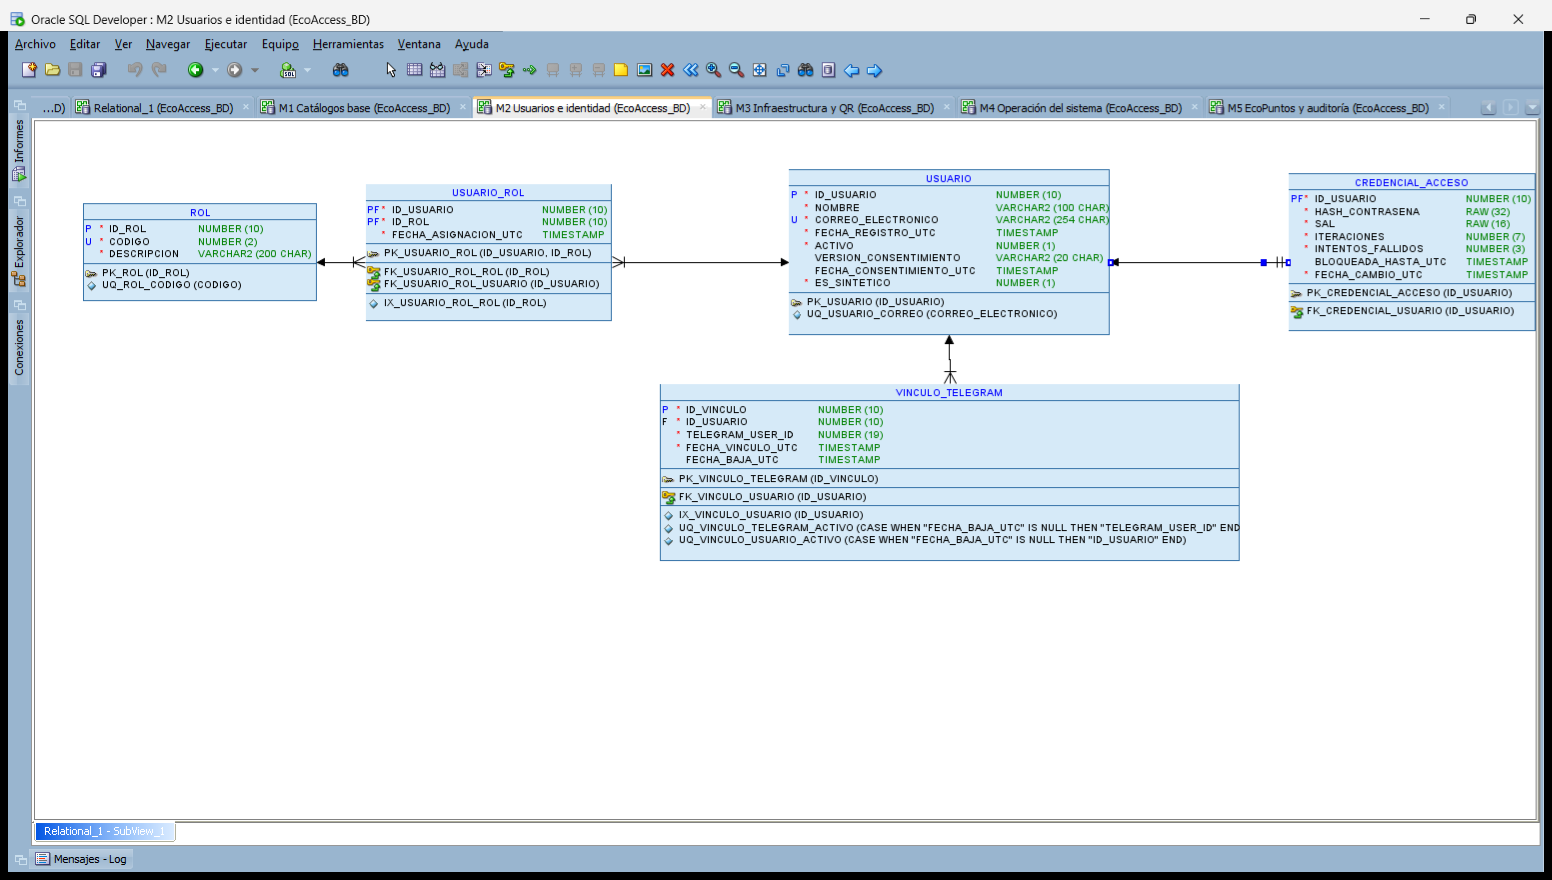 Oracle SQL Developer : M2 Usuarios e identidad (EcoAccess_BD)
Archivo Editar Ver Navegar Ejecutar Equipo Herramientas Ventana Ayuda
...D) Relational_1 (EcoAccess_BD) M1 Catálogos base (EcoAccess_BD) M2 Usuarios e identidad (EcoAccess_BD) M3 Infraestructura y QR (EcoAccess_BD) M4 Operación del sistema (EcoAccess_BD) M5 EcoPuntos y auditoría (EcoAccess_BD)
Informes
Explorador
Conexiones
ROL
P * ID_ROL NUMBER (10)
U * CODIGO NUMBER (2)
* DESCRIPCION VARCHAR2 (200 CHAR)
PK_ROL (ID_ROL)
UQ_ROL_CODIGO (CODIGO)
USUARIO_ROL
PF* ID_USUARIO NUMBER (10)
PF* ID_ROL NUMBER (10)
* FECHA_ASIGNACION_UTC TIMESTAMP
PK_USUARIO_ROL (ID_USUARIO, ID_ROL)
FK_USUARIO_ROL_ROL (ID_ROL)
FK_USUARIO_ROL_USUARIO (ID_USUARIO)
IX_USUARIO_ROL_ROL (ID_ROL)
USUARIO
P * ID_USUARIO NUMBER (10)
* NOMBRE VARCHAR2 (100 CHAR)
U * CORREO_ELECTRONICO VARCHAR2 (254 CHAR)
* FECHA_REGISTRO_UTC TIMESTAMP
* ACTIVO NUMBER (1)
VERSION_CONSENTIMIENTO VARCHAR2 (20 CHAR)
FECHA_CONSENTIMIENTO_UTC TIMESTAMP
* ES_SINTETICO NUMBER (1)
PK_USUARIO (ID_USUARIO)
UQ_USUARIO_CORREO (CORREO_ELECTRONICO)
CREDENCIAL_ACCESO
PF* ID_USUARIO NUMBER (10)
* HASH_CONTRASENA RAW (32)
* SAL RAW (16)
* ITERACIONES NUMBER (7)
* INTENTOS_FALLIDOS NUMBER (3)
BLOQUEADA_HASTA_UTC TIMESTAMP
* FECHA_CAMBIO_UTC TIMESTAMP
PK_CREDENCIAL_ACCESO (ID_USUARIO)
FK_CREDENCIAL_USUARIO (ID_USUARIO)
VINCULO_TELEGRAM
P * ID_VINCULO NUMBER (10)
F * ID_USUARIO NUMBER (10)
* TELEGRAM_USER_ID NUMBER (19)
* FECHA_VINCULO_UTC TIMESTAMP
FECHA_BAJA_UTC TIMESTAMP
PK_VINCULO_TELEGRAM (ID_VINCULO)
FK_VINCULO_USUARIO (ID_USUARIO)
IX_VINCULO_USUARIO (ID_USUARIO)
UQ_VINCULO_TELEGRAM_ACTIVO (CASE WHEN "FECHA_BAJA_UTC" IS NULL THEN "TELEGRAM_USER_ID" END
UQ_VINCULO_USUARIO_ACTIVO (CASE WHEN "FECHA_BAJA_UTC" IS NULL THEN "ID_USUARIO" END)
Relational_1 - SubView_1
Mensajes - Log